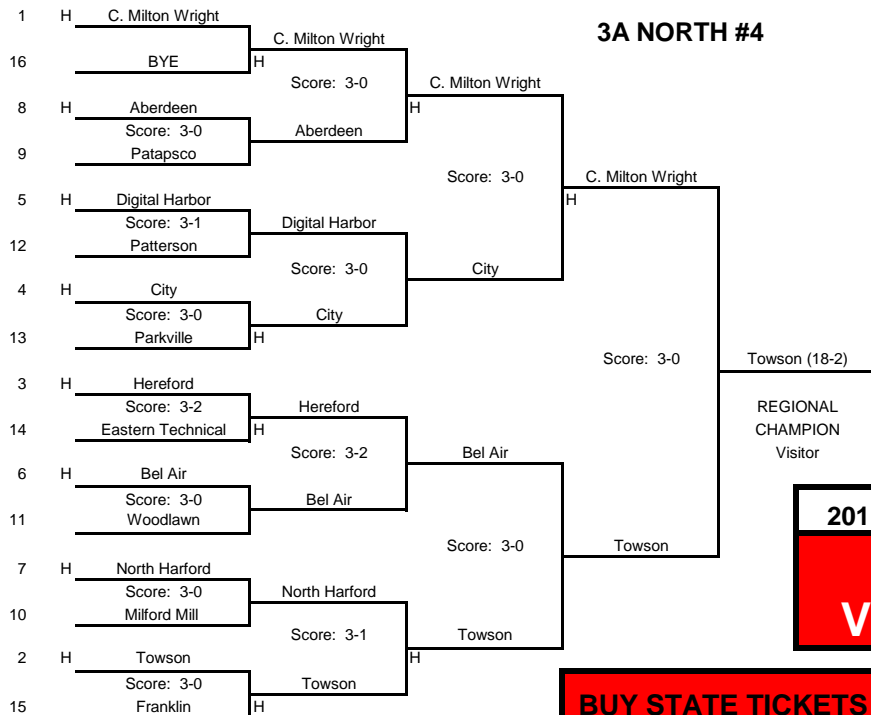 1 H C. Milton Wright
C. Milton Wright
3A NORTH #4
16 BYE H
Score: 3-0
C. Milton Wright
8 H Aberdeen H
Score: 3-0 Aberdeen
9 Patapsco
Score: 3-0 C. Milton Wright
5 H Digital Harbor H
Score: 3-1 Digital Harbor
12 Patterson
Score: 3-0 City
4 H City
Score: 3-0 City
13 Parkville H
Score: 3-0 Towson (18-2)
3 H Hereford
Score: 3-2 Hereford REGIONAL
14 Eastern Technical H CHAMPION
Score: 3-2 Bel Air Visitor
6 H Bel Air
Score: 3-0 Bel Air
11 Woodlawn
201
Score: 3-0 Towson
7 H North Harford
Score: 3-0 North Harford
10 Milford Mill
V
Score: 3-1 Towson
2 H Towson H
Score: 3-0 Towson
15 Franklin H
BUY STATE TICKETS